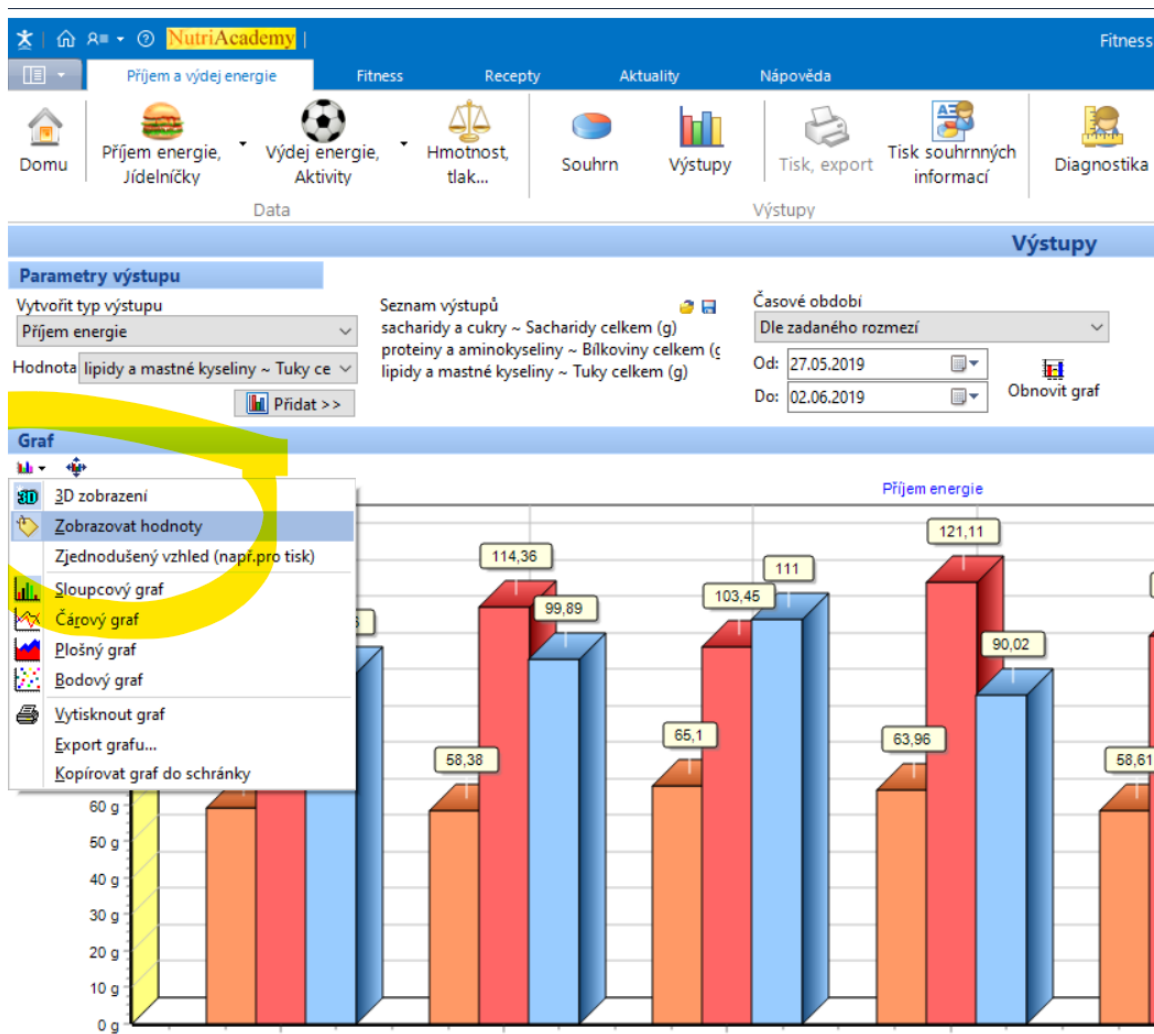 NutriAcademy
Fitness
Příjem a výdej energie
Fitness
Recepty
Aktuality
Nápověda
Domu
Příjem energie,
Jídelníčky
Výdej energie,
Aktivity
Hmotnost,
tlak...
Souhrn
Výstupy
Tisk, export
Tisk souhrnných
informací
Diagnostika
Data
Výstupy
Výstupy
Parametry výstupu
Vytvořit typ výstupu
Příjem energie
Hodnota lipidy a mastné kyseliny ~ Tuky ce
Přidat >>
Seznam výstupů
sacharidy a cukry ~ Sacharidy celkem (g)
proteiny a aminokyseliny ~ Bílkoviny celkem (g
lipidy a mastné kyseliny ~ Tuky celkem (g)
Časové období
Dle zadaného rozmezí
Od: 27.05.2019
Do: 02.06.2019
Obnovit graf
Graf
3D 3D zobrazení
Zobrazovat hodnoty
Zjednodušený vzhled (např.pro tisk)
Sloupcový graf
Čárový graf
Plošný graf
Bodový graf
Vytisknout graf
Export grafu...
Kopírovat graf do schránky
Příjem energie
121,11
114,36
111
103,45
99,89
90,02
65,1
63,96
58,38
58,61
60 g
50 g
40 g
30 g
20 g
10 g
0 g